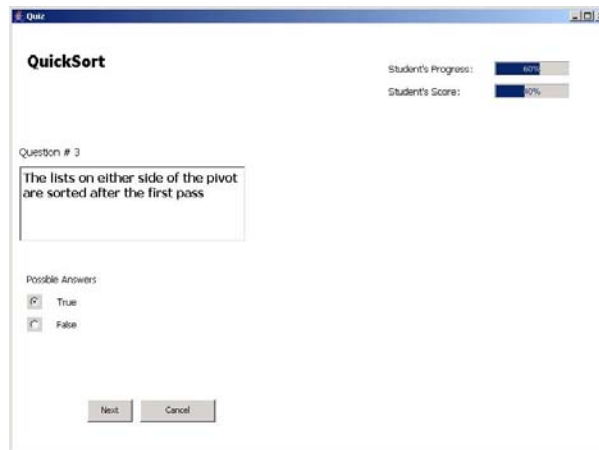 Quiz
QuickSort
Student's Progress: 60%
Student's Score: 40%
Question # 3
The lists on either side of the pivot
are sorted after the first pass
Possible Answers
True
False
Next Cancel